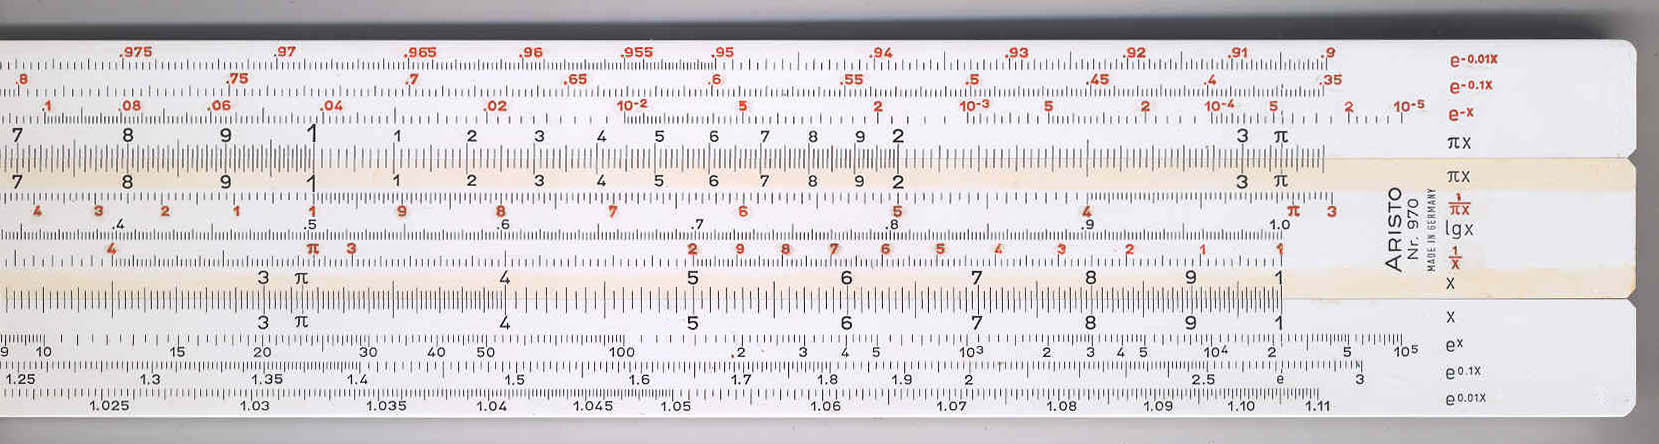 .975 .97 .965 .96 .955 .95 .94 .93 .92 .91 .9 e-0.01x
.8 .75 .7 .65 .6 .55 .5 .45 .4 .35 e-0.1x
.1 .08 .06 .04 .02 10-2 5 2 10-3 5 2 10-4 5 2 10-5 e-x
7 8 9 1 1 2 3 4 5 6 7 8 9 2 3 π πx
7 8 9 1 1 2 3 4 5 6 7 8 9 2 3 π πx
4 3 2 1 1 9 8 7 6 5 4 π 3 1/πx
.4 .5 .6 .7 .8 .9 1.0 lgx
4 π 3 2 9 8 7 6 5 4 3 2 1 1 1/x
3 π 4 5 6 7 8 9 1 x
ARISTO
Nr. 970
MADE IN GERMANY
3 π 4 5 6 7 8 9 1 x
9 10 15 20 30 40 50 100 2 3 4 5 10³ 2 3 4 5 10⁴ 2 5 10⁵ ex
1.25 1.3 1.35 1.4 1.5 1.6 1.7 1.8 1.9 2 2.5 e 3 e0.1x
1.025 1.03 1.035 1.04 1.045 1.05 1.06 1.07 1.08 1.09 1.10 1.11 e0.01x